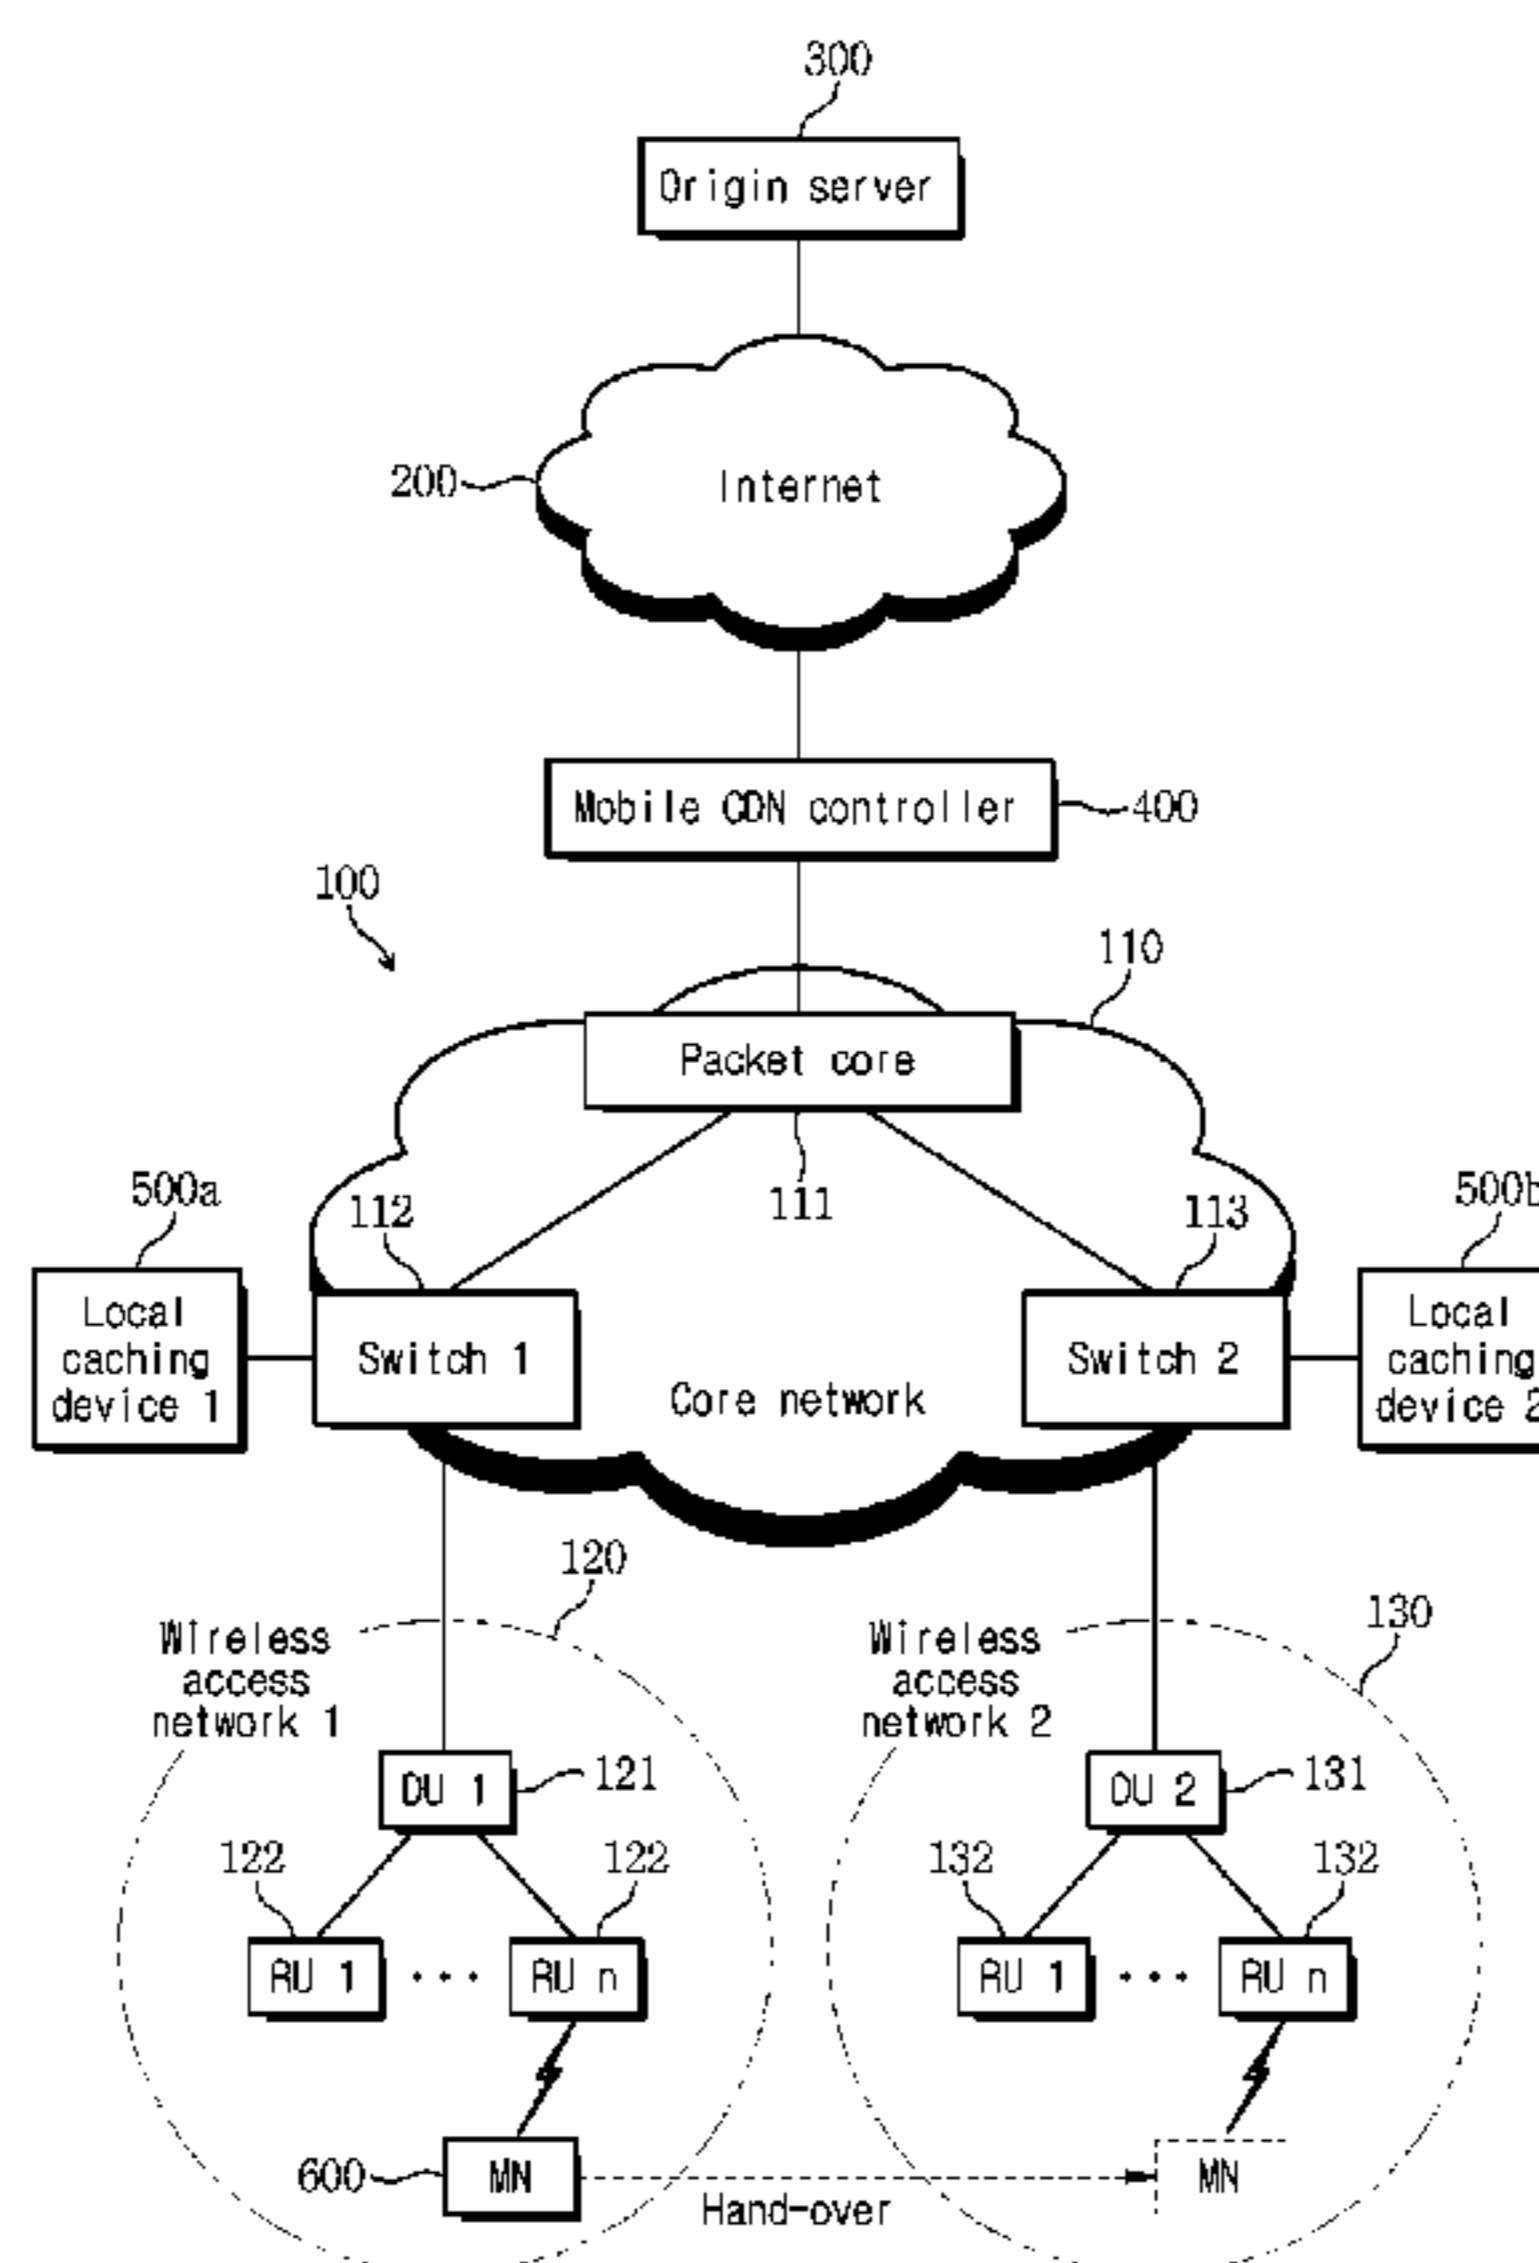 300
Origin server
200
Internet
Mobile CDN controller
400
100
110
Packet core
111
500a
112
113
500b
Local
caching
device 1
Switch 1
Core network
Switch 2
Local
caching
device 2
120
130
Wireless
access
network 1
Wireless
access
network 2
DU 1
121
DU 2
131
122
122
132
132
RU 1
...
RU n
RU 1
...
RU n
600
MN
MN
Hand-over